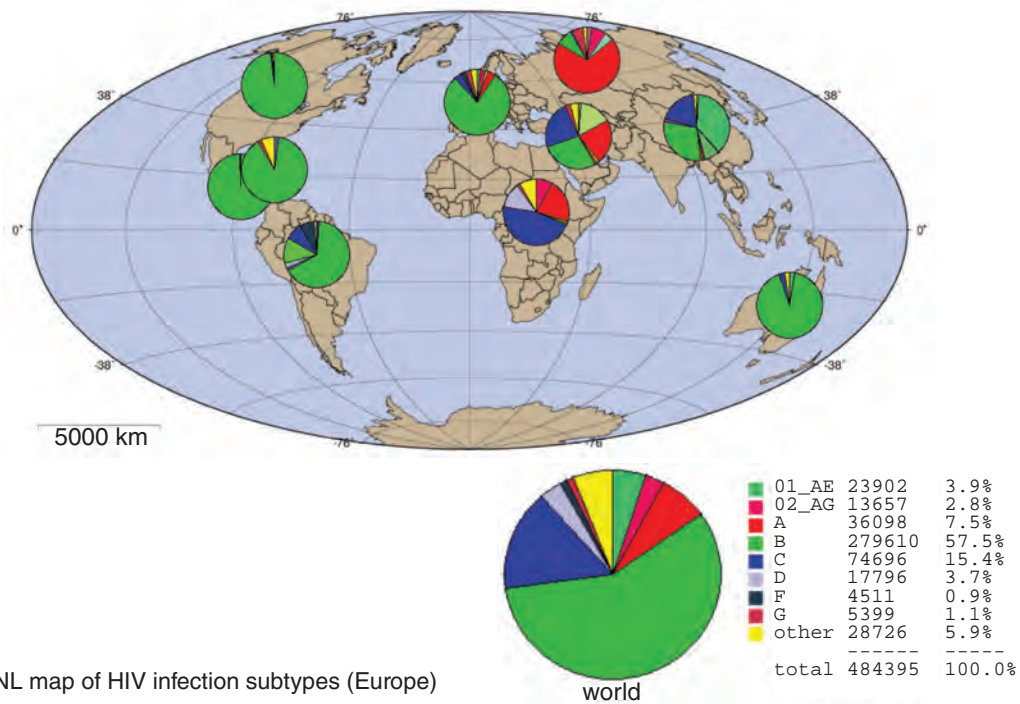 76°
76°
38°
38°
0°
0°
-38°
-38°
-76°
-76°
5000 km
01_AE 23902 3.9%
02_AG 13657 2.8%
A 36098 7.5%
B 279610 57.5%
C 74696 15.4%
D 17796 3.7%
F 4511 0.9%
G 5399 1.1%
other 28726 5.9%
------ -----
total 484395 100.0%
NL map of HIV infection subtypes (Europe)
world